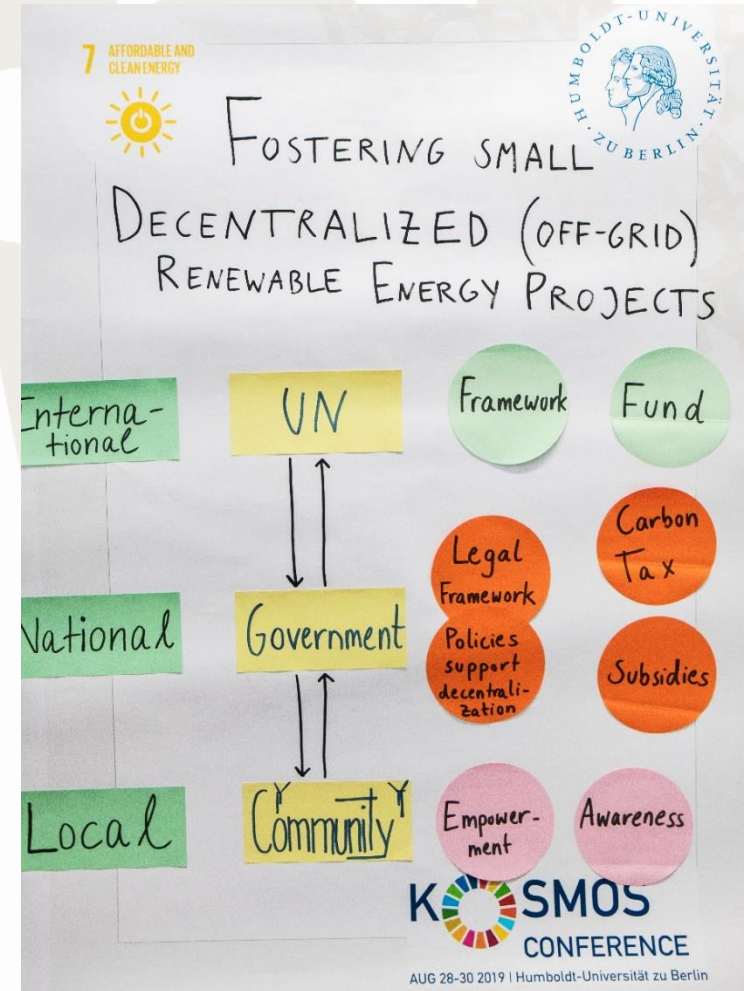 7 AFFORDABLE AND
CLEAN ENERGY
HUMBOLDT-UNIVERSITÄT · ZU BERLIN ·
FOSTERING SMALL
DECENTRALIZED (OFF-GRID)
RENEWABLE ENERGY PROJECTS
Interna-
tional
UN
Framework
Fund
Legal
Framework
Carbon
Tax
National
Government
Policies
support
decentrali-
zation
Subsidies
Local
Community
Empower-
ment
Awareness
KOSMOS
CONFERENCE
AUG 28-30 2019 | Humboldt-Universität zu Berlin